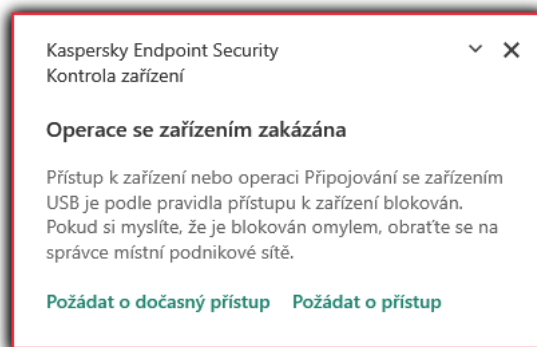 Kaspersky Endpoint Security
Kontrola zařízení
Operace se zařízením zakázána
Přístup k zařízení nebo operaci Připojování se zařízením
USB je podle pravidla přístupu k zařízení blokován.
Pokud si myslíte, že je blokován omylem, obraťte se na
správce místní podnikové sítě.
Požádat o dočasný přístup Požádat o přístup